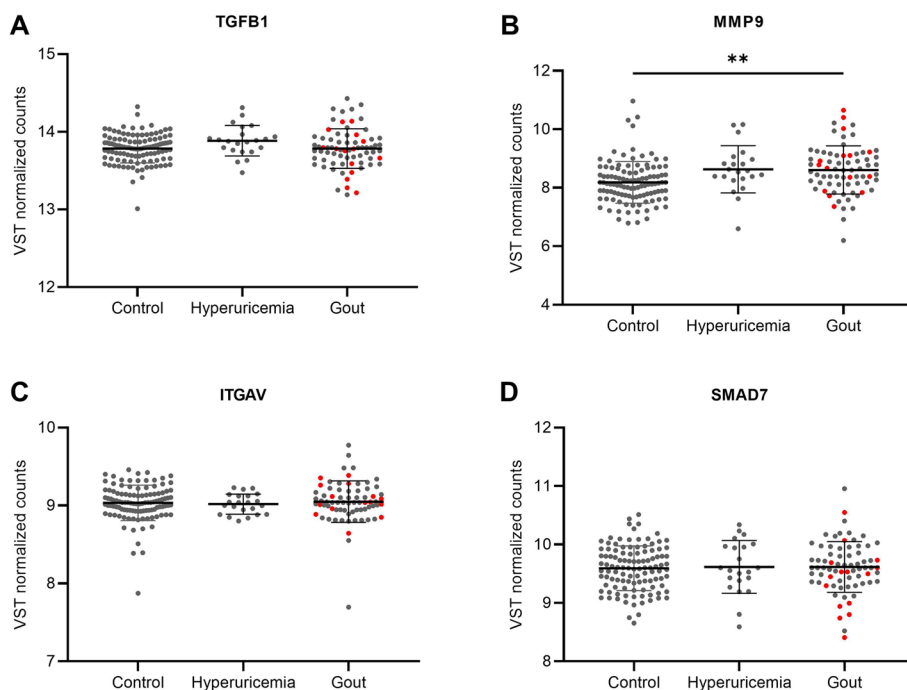 A
TGFB1
VST normalized counts
15
14
13
12
Control
Hyperuricemia
Gout
B
MMP9
**
VST normalized counts
12
10
8
6
4
Control
Hyperuricemia
Gout
C
ITGAV
VST normalized counts
10
9
8
7
Control
Hyperuricemia
Gout
D
SMAD7
VST normalized counts
12
11
10
9
8
Control
Hyperuricemia
Gout